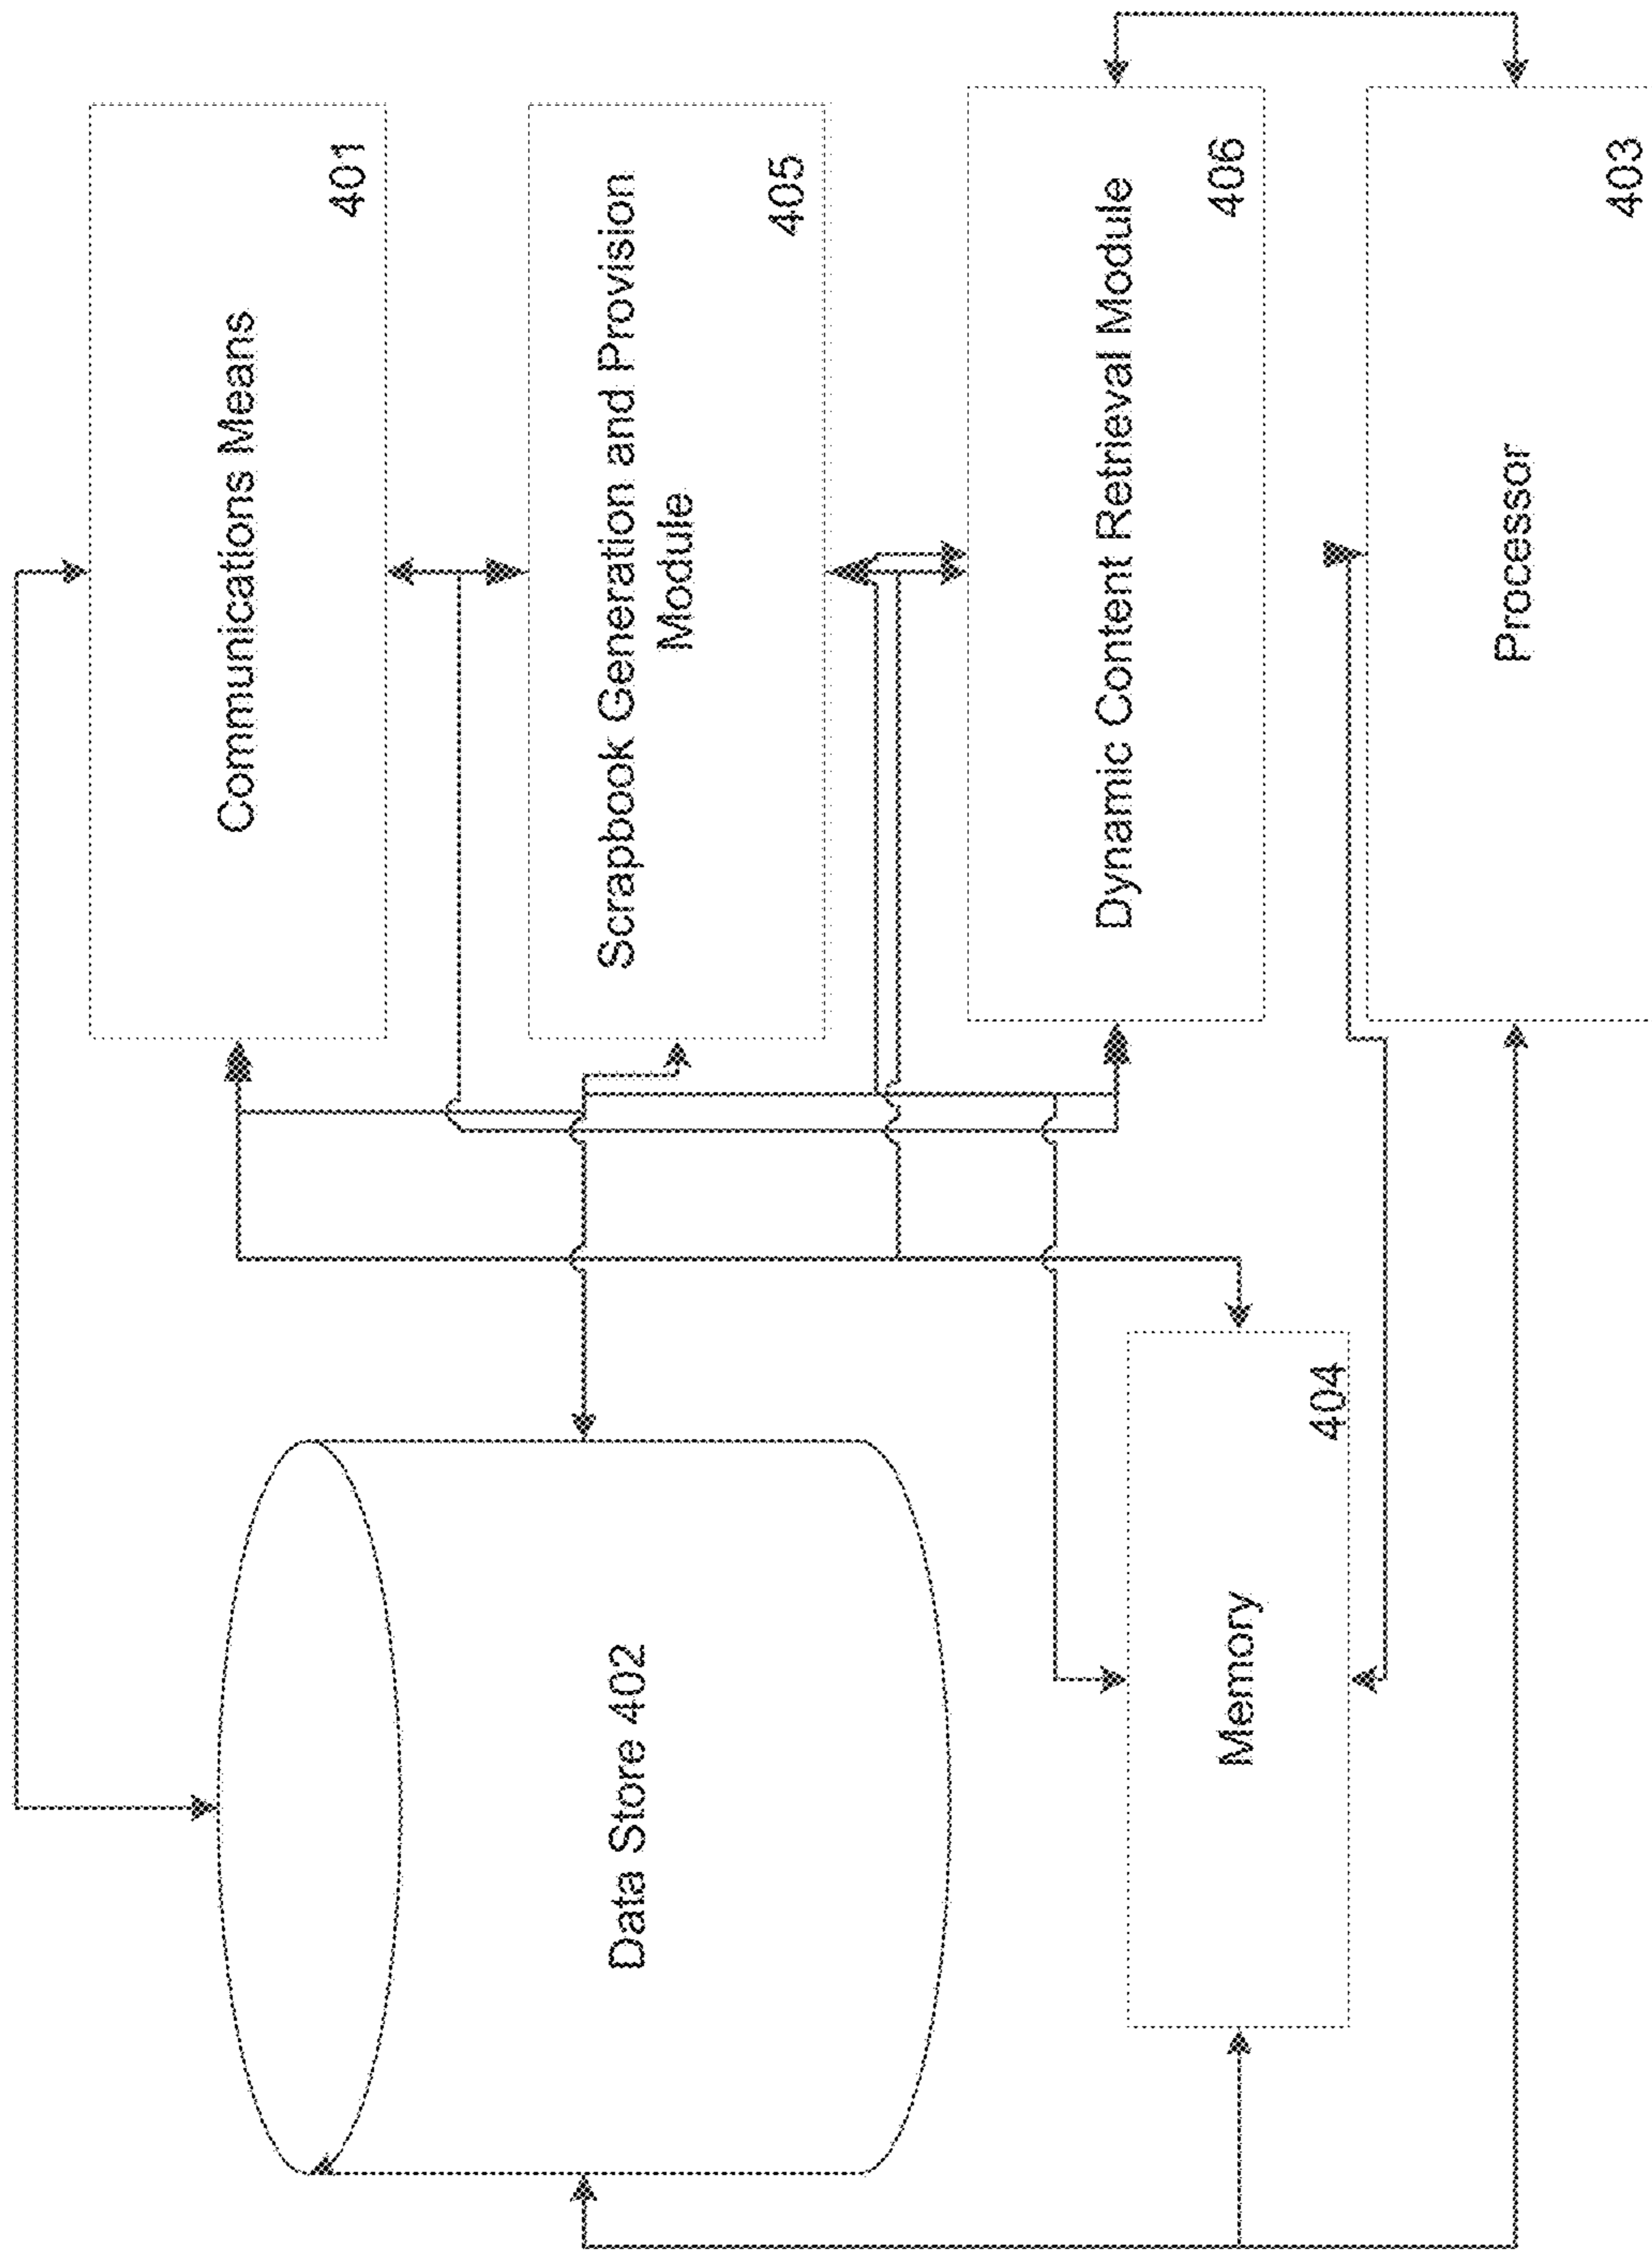 Communications Means
401
Scrapbook Generation and Provision
Module
405
Dynamic Content Retrieval Module
406
Processor
403
Data Store 402
Memory
404